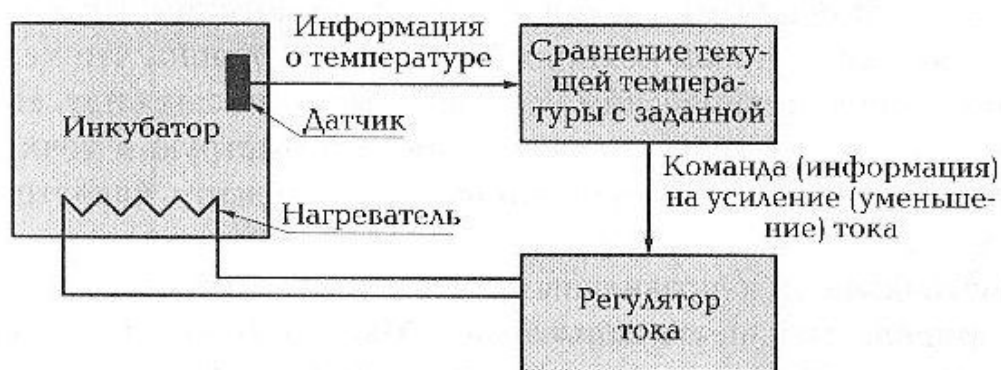 Информация
о температуре
Сравнение теку-
щей темпера-
туры с заданной
Инкубатор
Датчик
Команда (информация)
на усиление (уменьше-
ние) тока
Нагреватель
Регулятор
тока